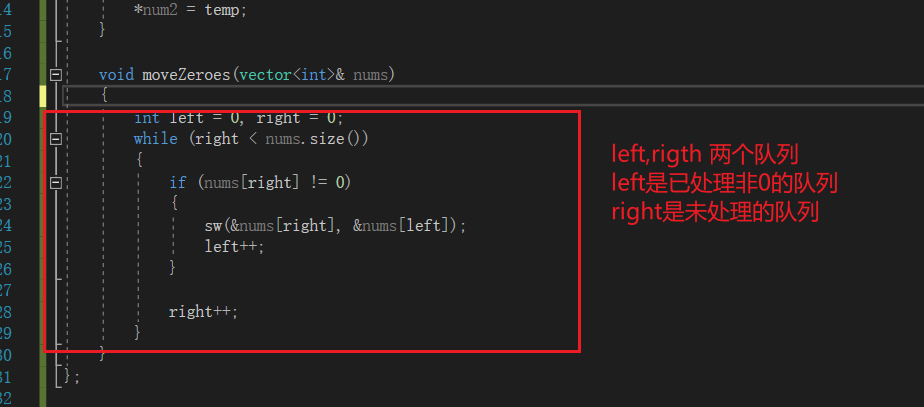 14 *num2 = temp;
15 }
16
17 void moveZeroes(vector<int>& nums)
18 {
19 int left = 0, right = 0;
20 while (right < nums.size())
21 {
22 if (nums[right] != 0)
23 {
24 sw(&nums[right], &nums[left]);
25 left++;
26 }
27
28 right++;
29 }
30 }
31 };
32
left,rigth 两个队列
left是已处理非0的队列
right是未处理的队列